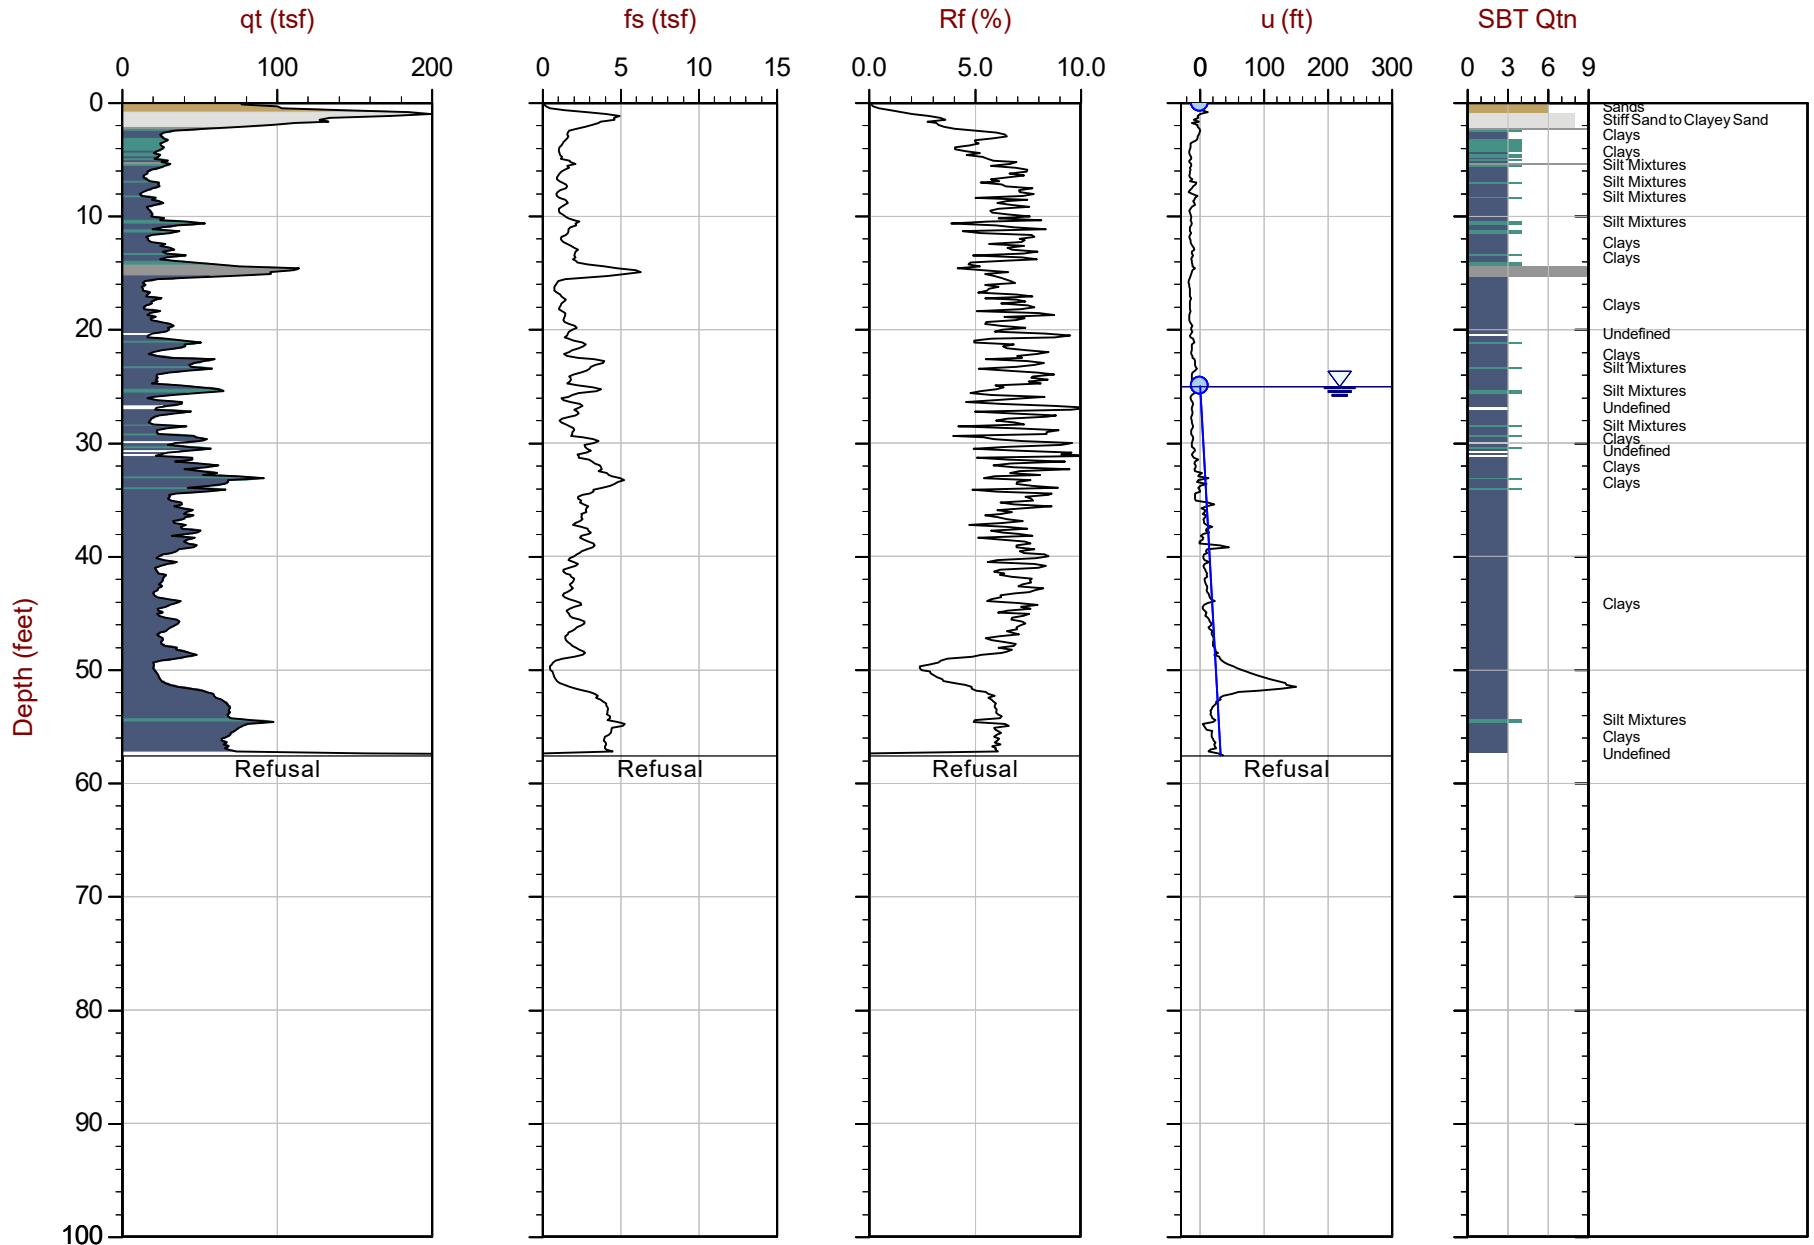 qt (tsf) fs (tsf) Rf (%) u (ft) SBT Qtn
0 100 200 0 5 10 15 0.0 5.0 10.0 0 100 200 300 0 3 6 9
0
Sands
Stiff Sand to Clayey Sand
Clays
Clays
Silt Mixtures
Silt Mixtures
Silt Mixtures
10
Silt Mixtures
Clays
Clays
Clays
20
Undefined
Clays
Silt Mixtures
Silt Mixtures
Undefined
Silt Mixtures
Clays
30
Undefined
Clays
Clays
40
Clays
50
Silt Mixtures
Clays
Undefined
Refusal Refusal Refusal Refusal
60
Depth (feet)
70
80
90
100